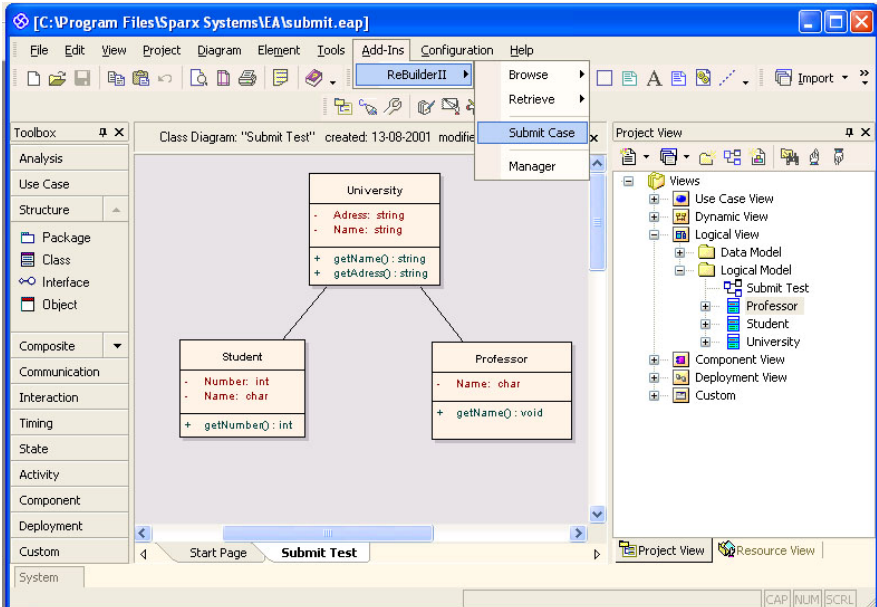 [C:\Program Files\Sparx Systems\EA\submit.eap]
File Edit View Project Diagram Element Tools Add-Ins Configuration Help
Import
ReBuilderII
Browse
Retrieve
Submit Case
Manager
Toolbox
Analysis
Use Case
Structure
Package
Class
Interface
Object
Composite
Communication
Interaction
Timing
State
Activity
Component
Deployment
Custom
System
Class Diagram: "Submit Test" created: 13-08-2001 modifie
University
- Adress: string
- Name: string
+ getName() : string
+ getAdress() : string
Student
- Number: int
- Name: char
+ getNumber() : int
Professor
- Name: char
+ getName() : void
Start Page Submit Test
Project View
Views
Use Case View
Dynamic View
Logical View
Data Model
Logical Model
Submit Test
Professor
Student
University
Component View
Deployment View
Custom
Project View Resource View
CAP NUM SCRL